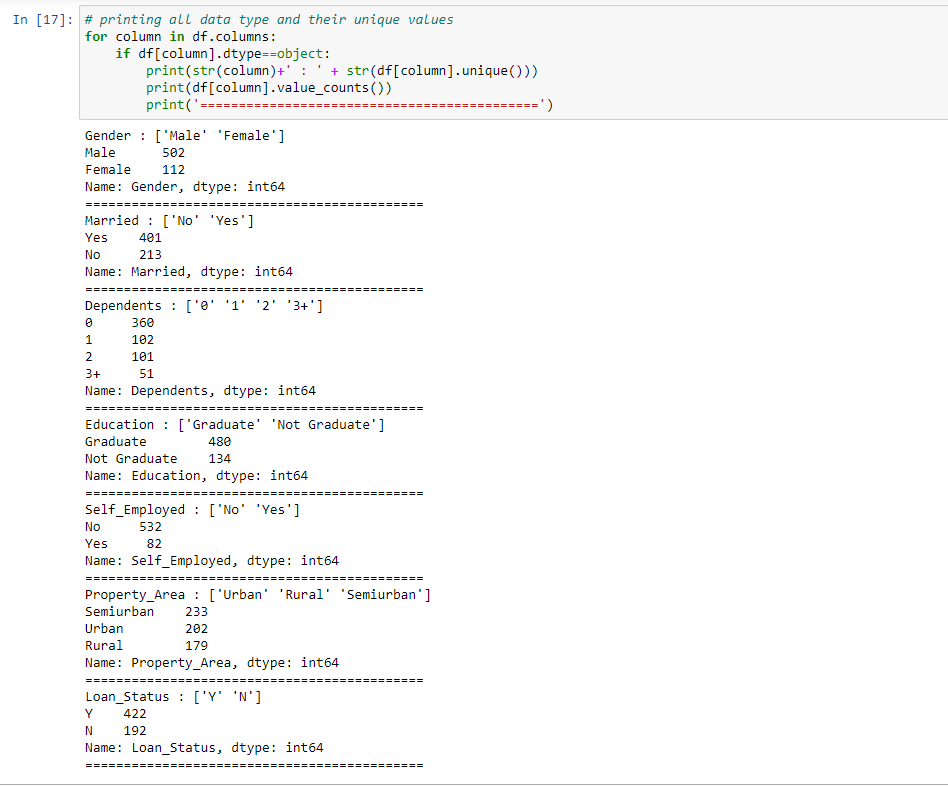 In [17]: # printing all data type and their unique values
for column in df.columns:
    if df[column].dtype==object:
        print(str(column)+' : ' + str(df[column].unique()))
        print(df[column].value_counts())
        print('============================================')
Gender : ['Male' 'Female']
Male      502
Female    112
Name: Gender, dtype: int64
============================================
Married : ['No' 'Yes']
Yes    401
No     213
Name: Married, dtype: int64
============================================
Dependents : ['0' '1' '2' '3+']
0     360
1     102
2     101
3+     51
Name: Dependents, dtype: int64
============================================
Education : ['Graduate' 'Not Graduate']
Graduate        480
Not Graduate    134
Name: Education, dtype: int64
============================================
Self_Employed : ['No' 'Yes']
No     532
Yes     82
Name: Self_Employed, dtype: int64
============================================
Property_Area : ['Urban' 'Rural' 'Semiurban']
Semiurban    233
Urban        202
Rural        179
Name: Property_Area, dtype: int64
============================================
Loan_Status : ['Y' 'N']
Y    422
N    192
Name: Loan_Status, dtype: int64
============================================